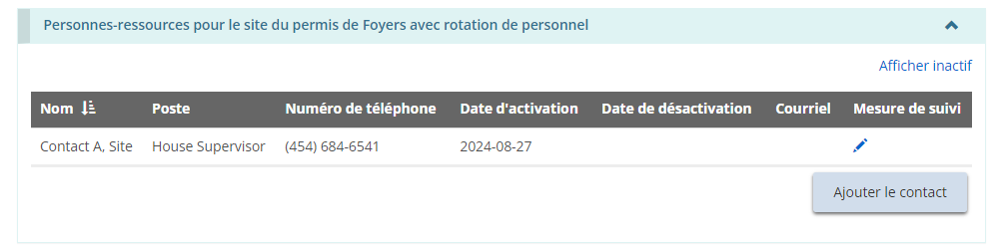 Personnes-ressources pour le site du permis de Foyers avec rotation de personnel
Afficher inactif
Nom Poste Numéro de téléphone Date d'activation Date de désactivation Courriel Mesure de suivi
Contact A, Site House Supervisor (454) 684-6541 2024-08-27
Ajouter le contact